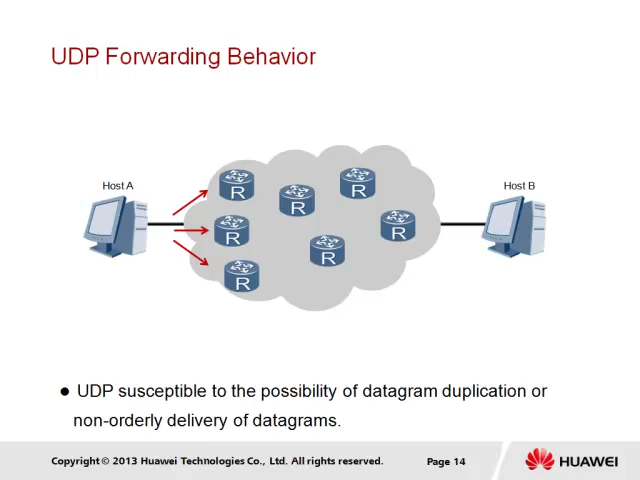 UDP Forwarding Behavior
Host A
Host B
R
R
R
R
R
R
R
● UDP susceptible to the possibility of datagram duplication or
non-orderly delivery of datagrams.
Copyright © 2013 Huawei Technologies Co., Ltd. All rights reserved.
Page 14
HUAWEI